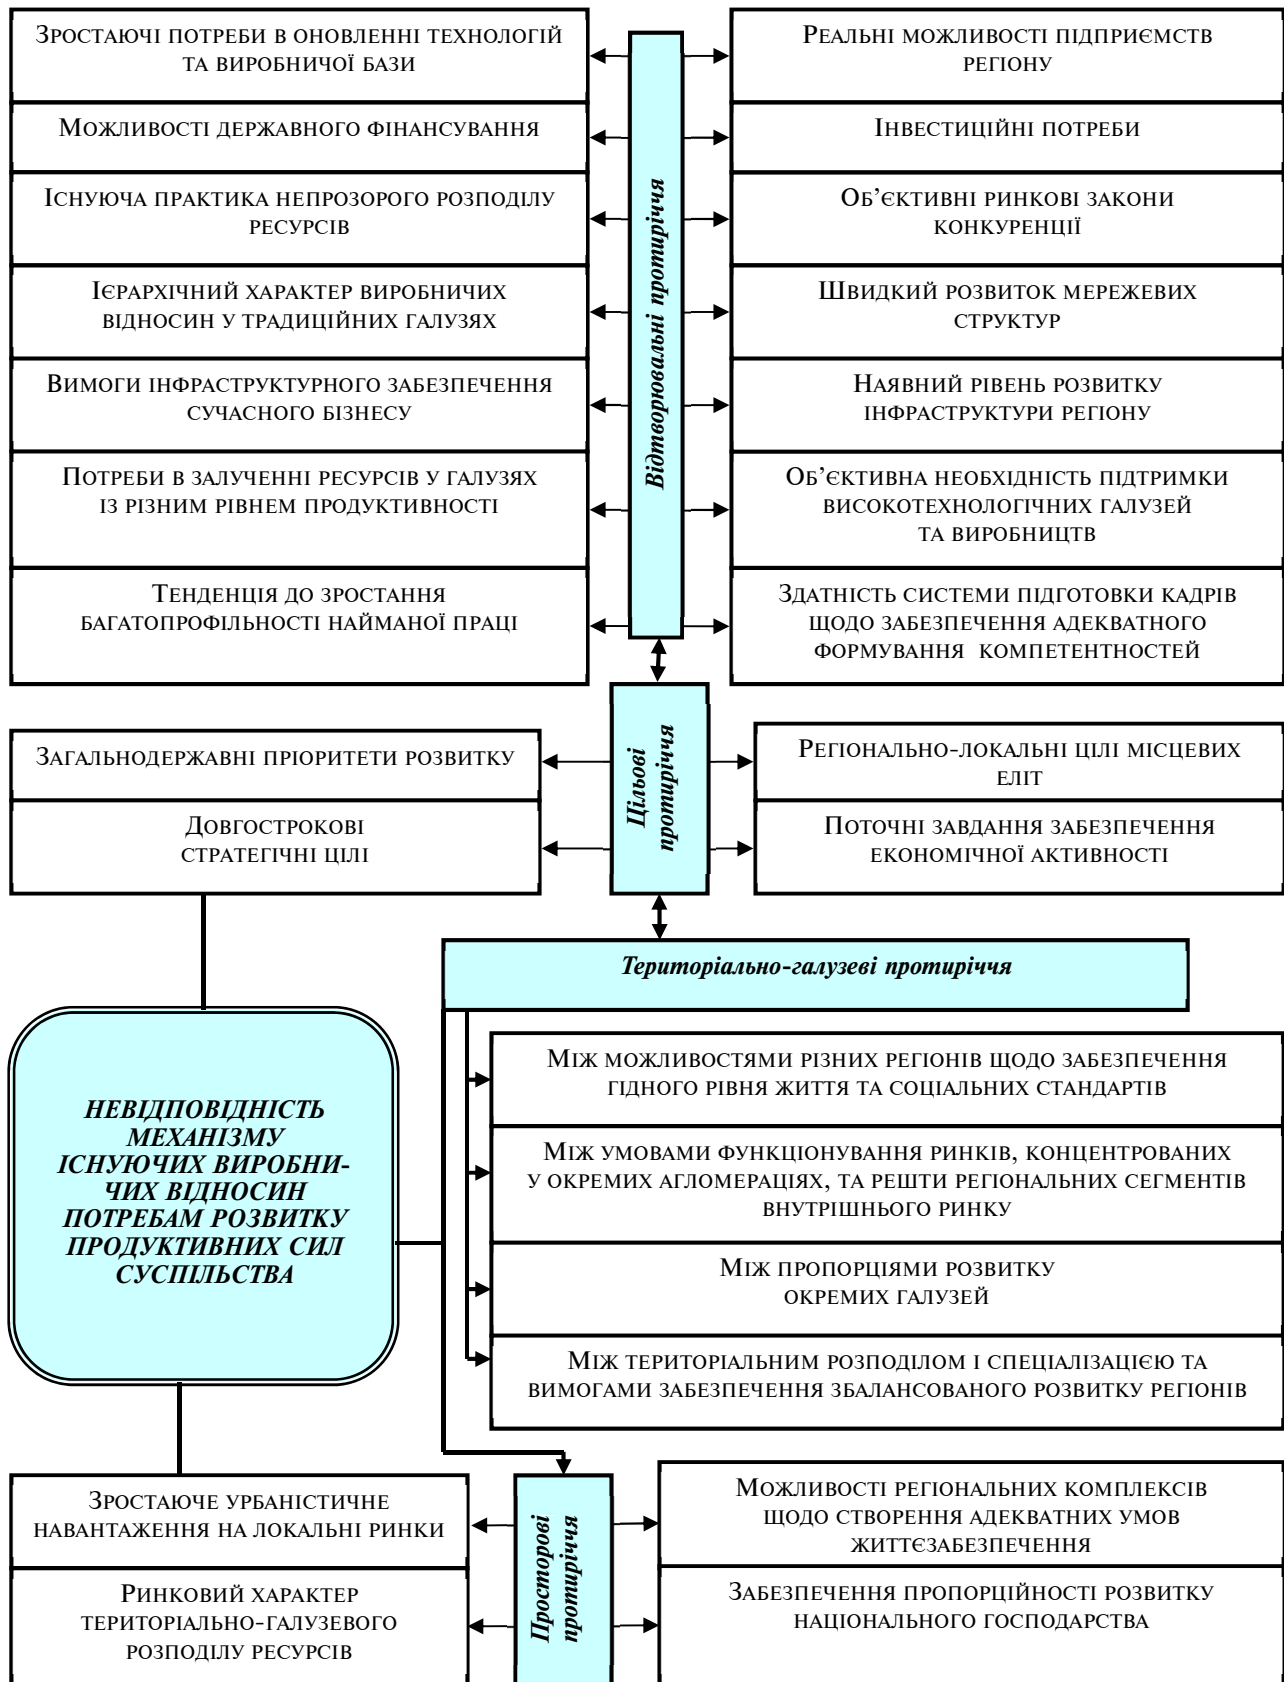 Зростаючі потреби в оновленні технологій
та виробничої бази
Реальні можливості підприємств
регіону
Можливості державного фінансування
Інвестиційні потреби
Існуюча практика непрозорого розподілу
ресурсів
Об’єктивні ринкові закони
конкуренції
Ієрархічний характер виробничих
відносин у традиційних галузях
Швидкий розвиток мережевих
структур
Вимоги інфраструктурного забезпечення
сучасного бізнесу
Наявний рівень розвитку
інфраструктури регіону
Потреби в залученні ресурсів у галузях
із різним рівнем продуктивності
Об’єктивна необхідність підтримки
високотехнологічних галузей
та виробництв
Тенденція до зростання
багатопрофільності найманої праці
Здатність системи підготовки кадрів
щодо забезпечення адекватного
формування компетентностей
Відтворювальні протиріччя
Загальнодержавні пріоритети розвитку
Регіонально-локальні цілі місцевих
еліт
Довгострокові
стратегічні цілі
Поточні завдання забезпечення
економічної активності
Цільові
протиріччя
Територіально-галузеві протиріччя
Між можливостями різних регіонів щодо забезпечення
гідного рівня життя та соціальних стандартів
Між умовами функціонування ринків, концентрованих
у окремих агломераціях, та решти регіональних сегментів
внутрішнього ринку
Між пропорціями розвитку
окремих галузей
Між територіальним розподілом і спеціалізацією та
вимогами забезпечення збалансованого розвитку регіонів
НЕВІДПОВІДНІСТЬ
МЕХАНІЗМУ
ІСНУЮЧИХ ВИРОБНИ-
ЧИХ ВІДНОСИН
ПОТРЕБАМ РОЗВИТКУ
ПРОДУКТИВНИХ СИЛ
СУСПІЛЬСТВА
Зростаюче урбаністичне
навантаження на локальні ринки
Можливості регіональних комплексів
щодо створення адекватних умов
життєзабезпечення
Ринковий характер
територіально-галузевого
розподілу ресурсів
Забезпечення пропорційності розвитку
національного господарства
Просторові
протиріччя